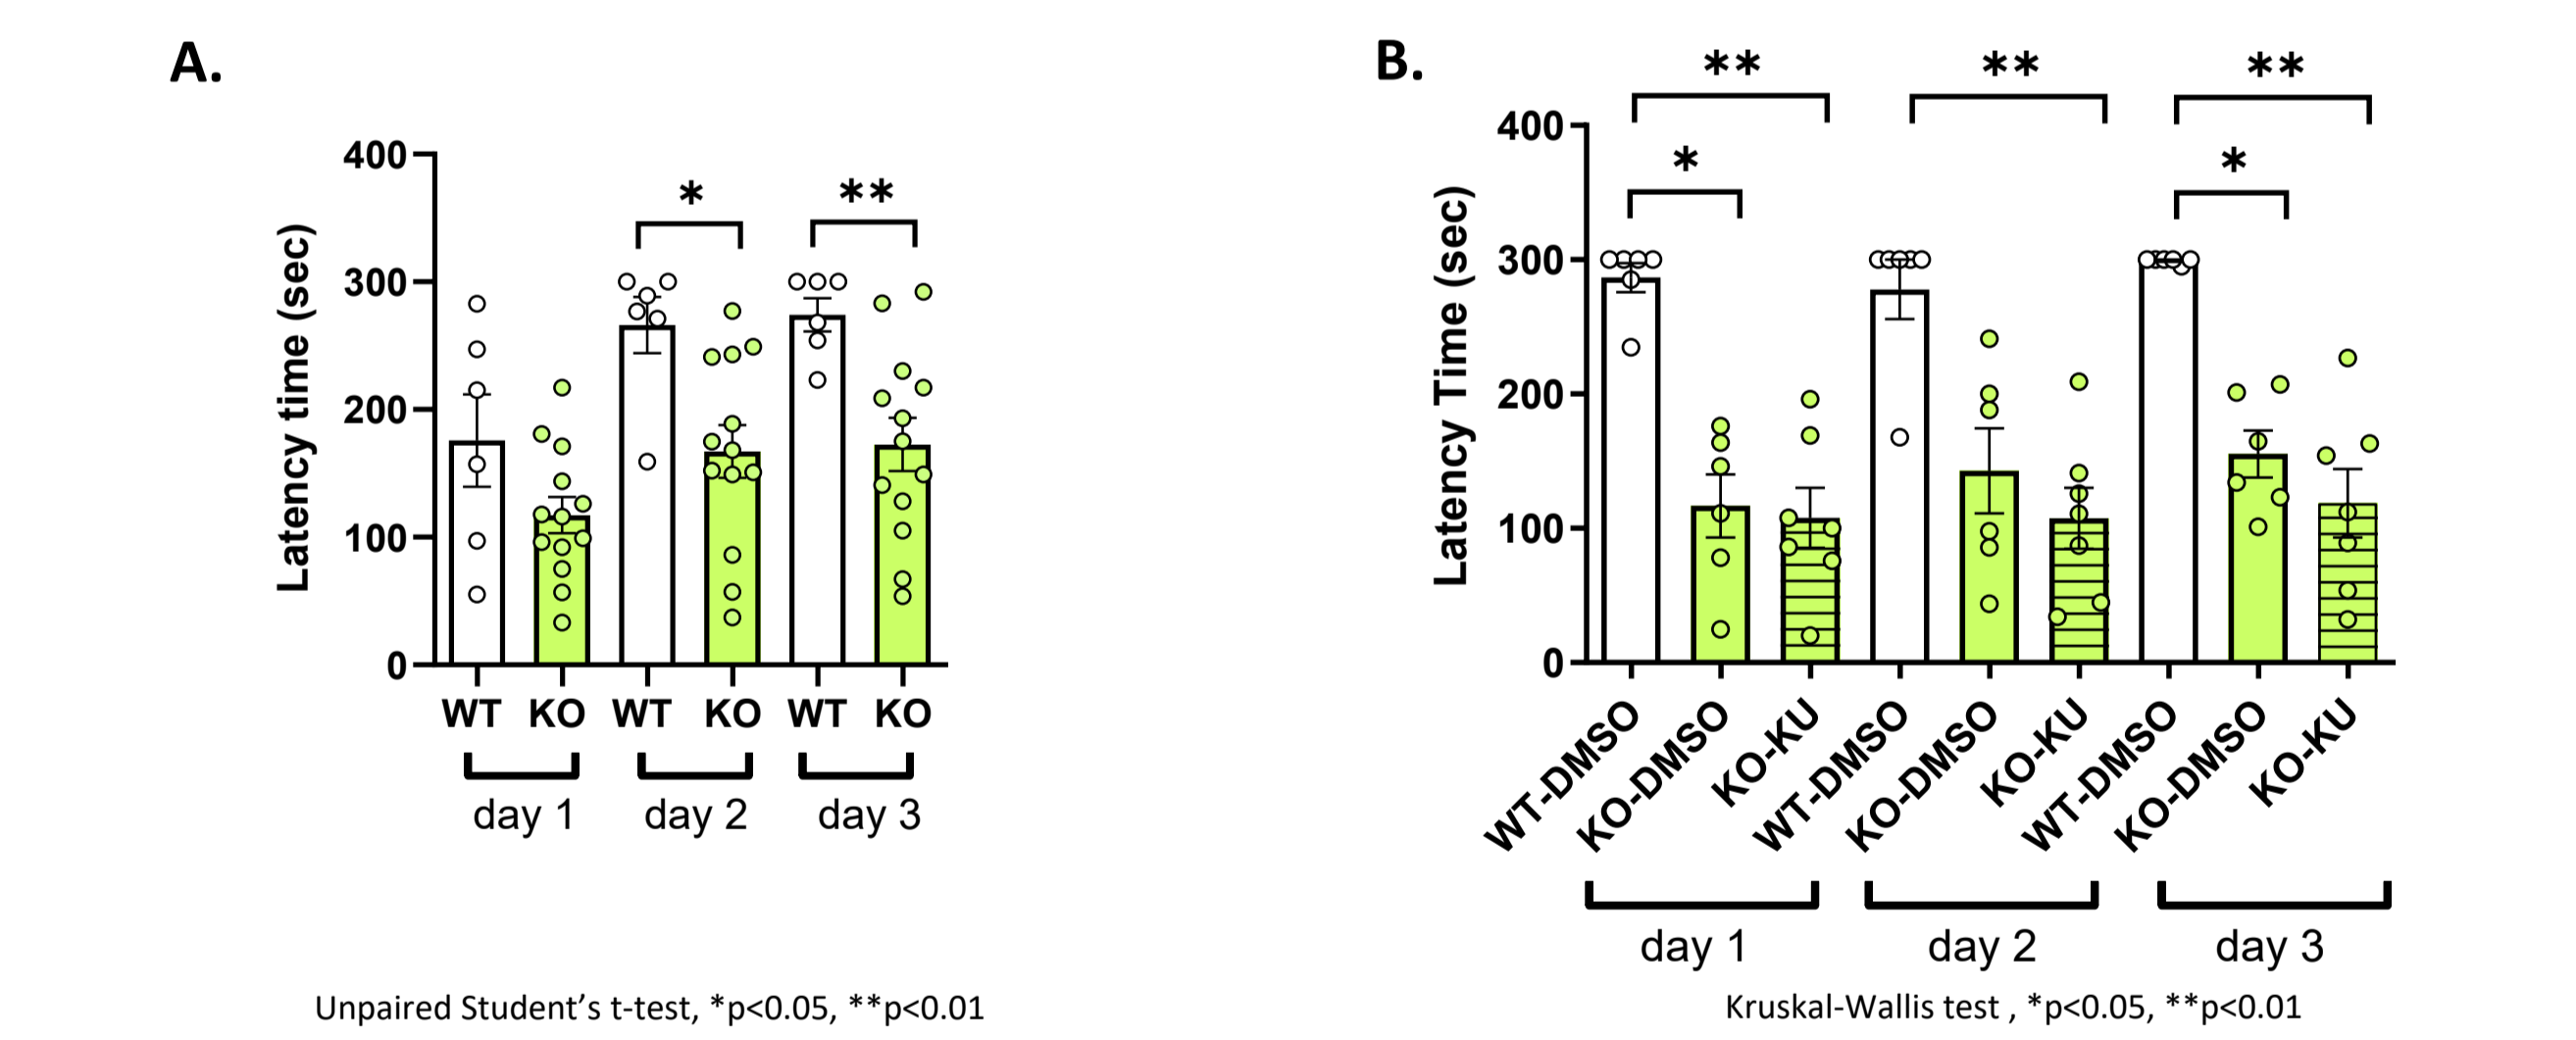 A.
Latency time (sec)
400
300
200
100
0
*
**
WT KO WT KO WT KO
day 1 day 2 day 3
Unpaired Student’s t-test, *p<0.05, **p<0.01
B.
Latency Time (sec)
400
300
200
100
0
** ** **
* *
WT-DMSO KO-DMSO KO-KU WT-DMSO KO-DMSO KO-KU WT-DMSO KO-DMSO KO-KU
day 1 day 2 day 3
Kruskal-Wallis test , *p<0.05, **p<0.01